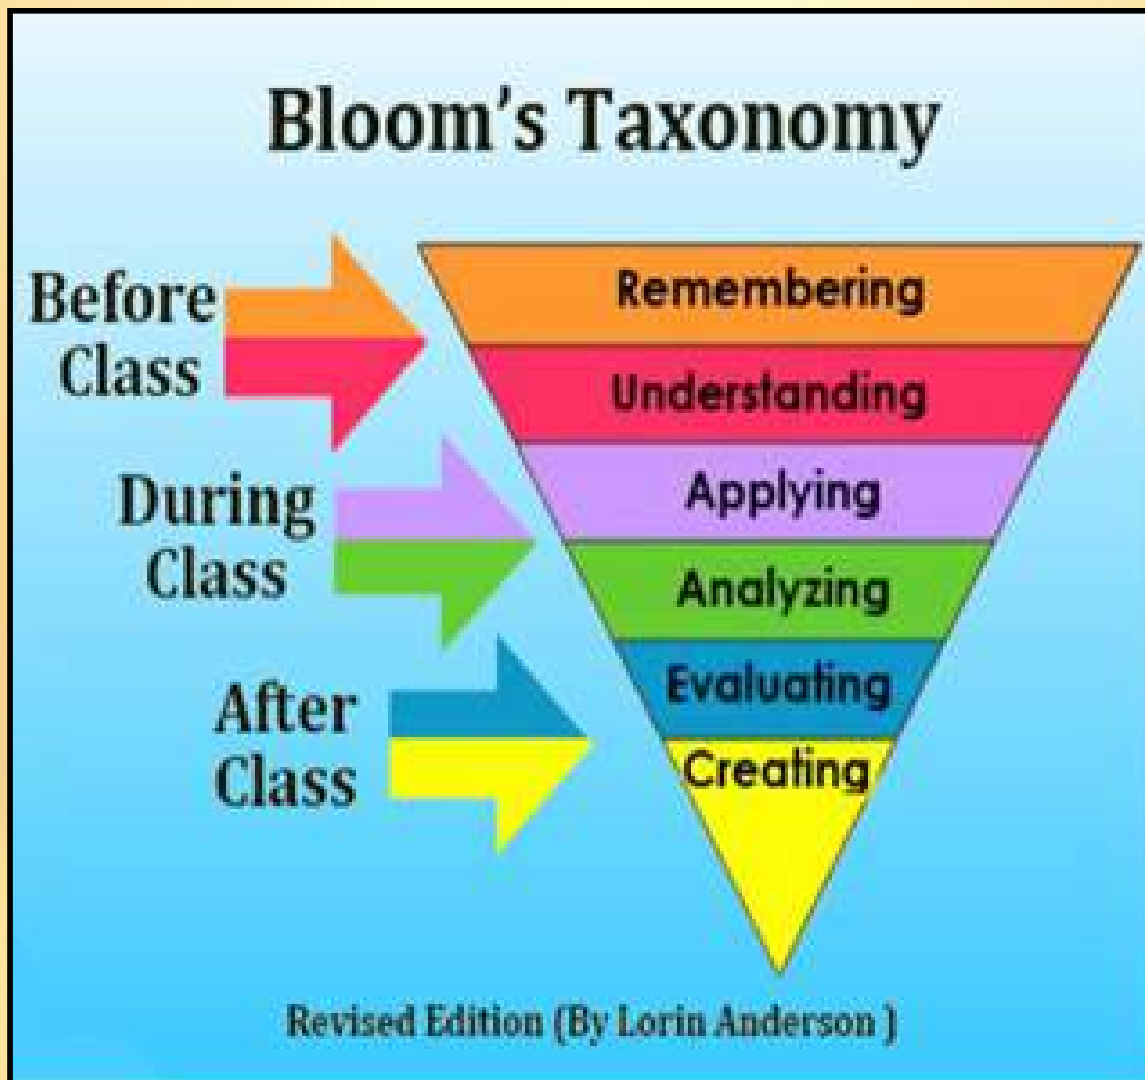 Bloom's Taxonomy
Before
Class
Remembering
Understanding
During
Class
Applying
Analyzing
After
Class
Evaluating
Creating
Revised Edition (By Lorin Anderson )